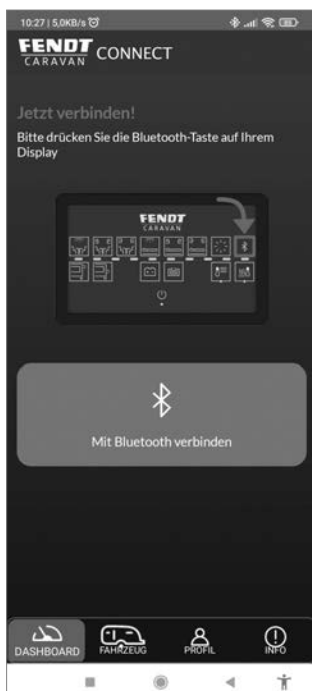 10:27 | 5,0KB/s
FENDT
CARAVAN
CONNECT
Jetzt verbinden!
Bitte drücken Sie die Bluetooth-Taste auf Ihrem
Display
FENDT
CARAVAN
Mit Bluetooth verbinden
DASHBOARD
FAHRZEUG
PROFIL
INFO